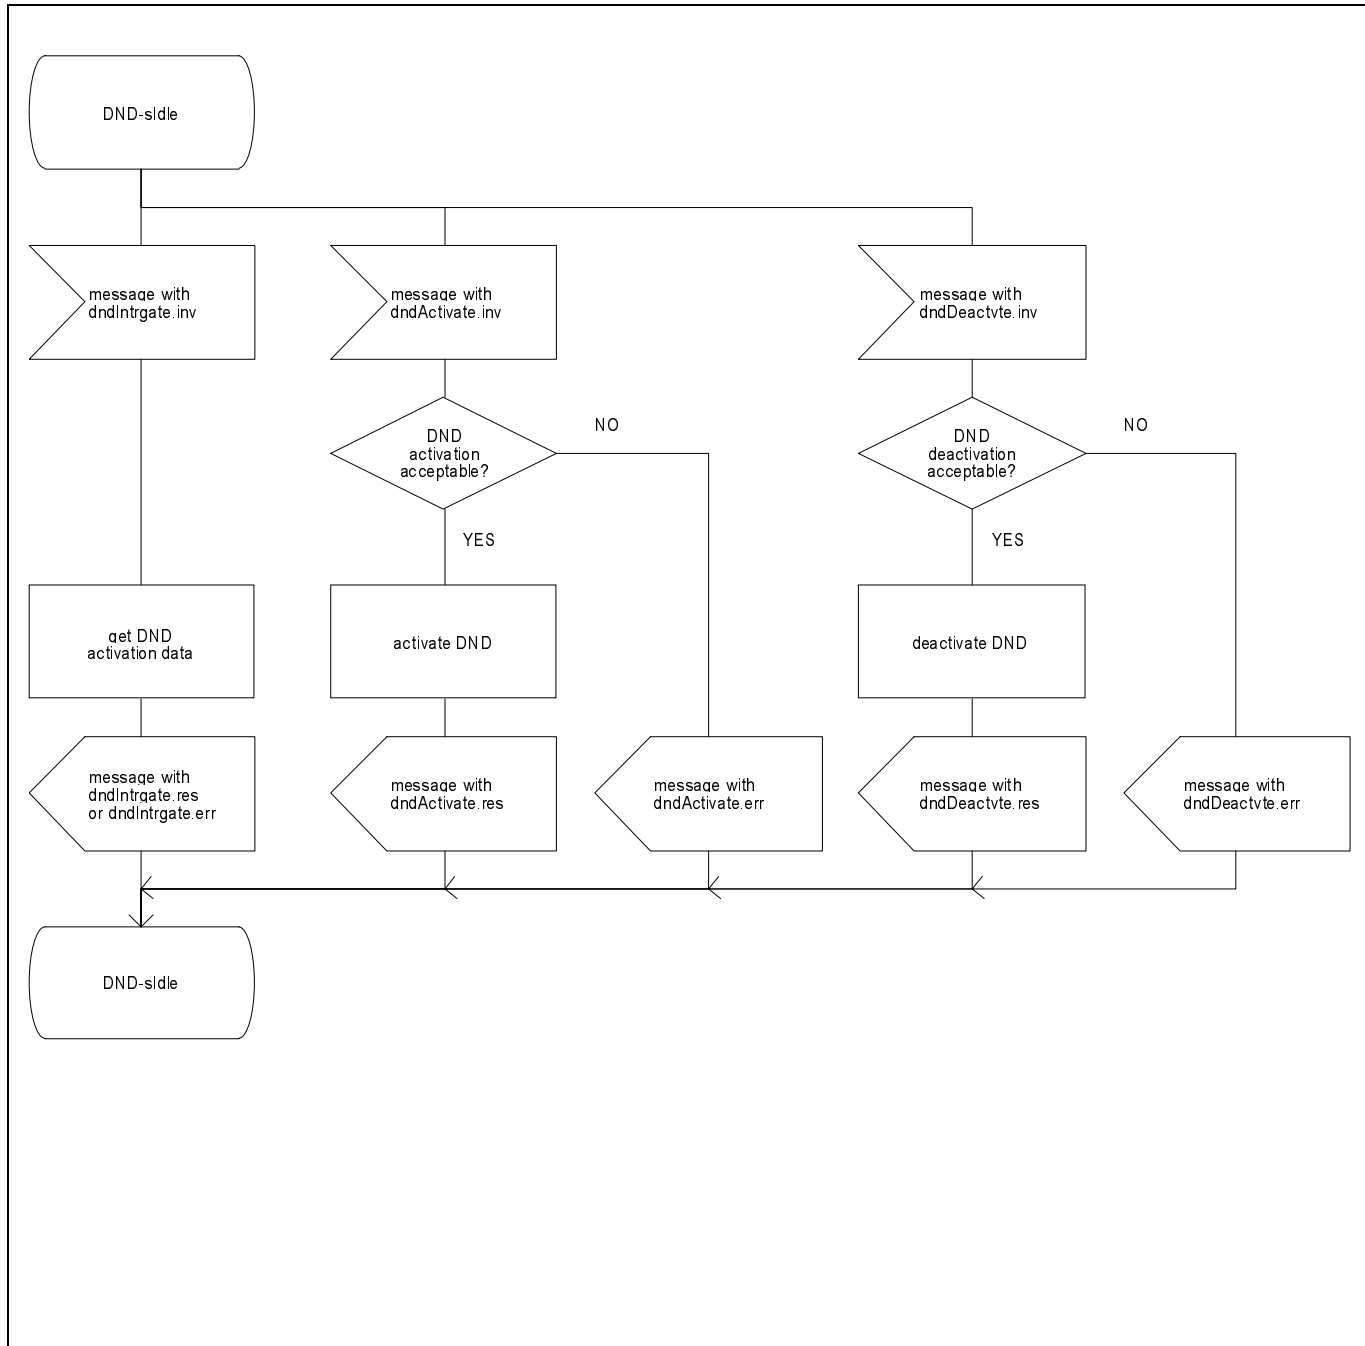 DND-sIdle
message with
dndIntrgate.inv
message with
dndActivate.inv
message with
dndDeactvte.inv
DND
activation
acceptable?
NO
DND
deactivation
acceptable?
NO
YES
YES
get DND
activation data
activate DND
deactivate DND
message with
dndIntrgate.res
or dndIntrgate.err
message with
dndActivate.res
message with
dndActivate.err
message with
dndDeactvte.res
message with
dndDeactvte.err
DND-sIdle